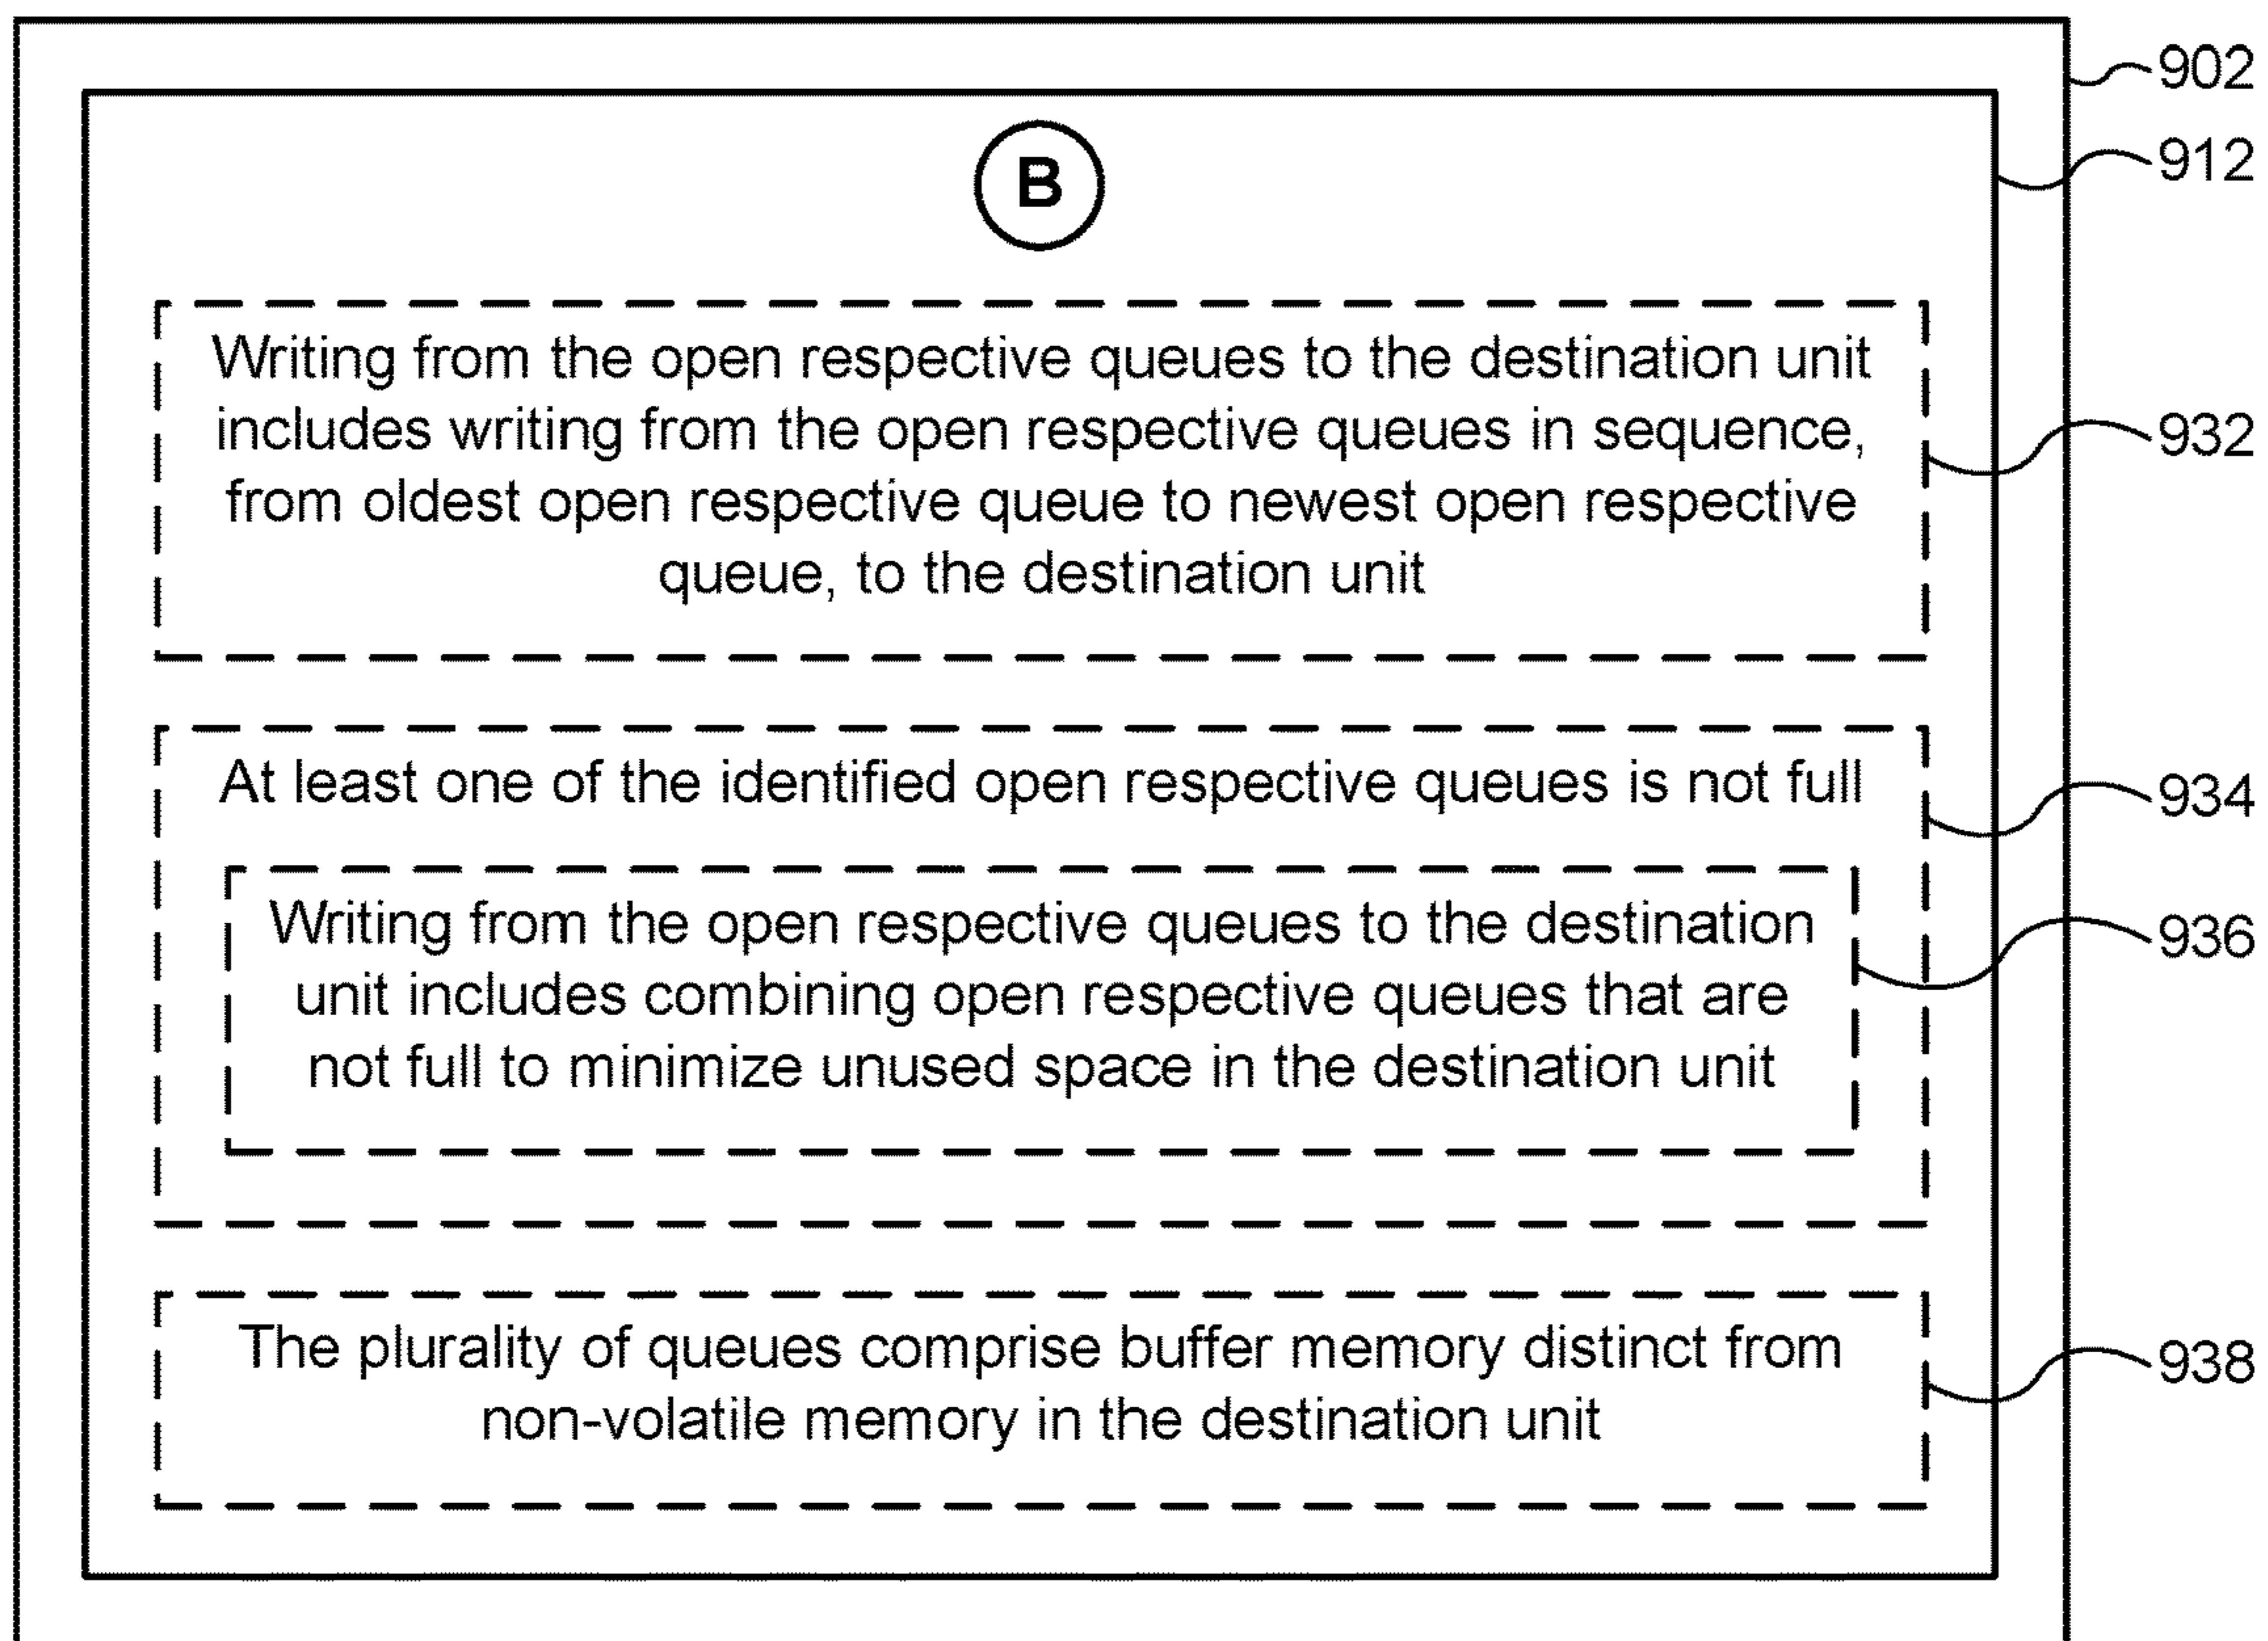 902
912
B
Writing from the open respective queues to the destination unit
includes writing from the open respective queues in sequence,
from oldest open respective queue to newest open respective
queue, to the destination unit
932
At least one of the identified open respective queues is not full
934
Writing from the open respective queues to the destination
unit includes combining open respective queues that are
not full to minimize unused space in the destination unit
936
The plurality of queues comprise buffer memory distinct from
non-volatile memory in the destination unit
938